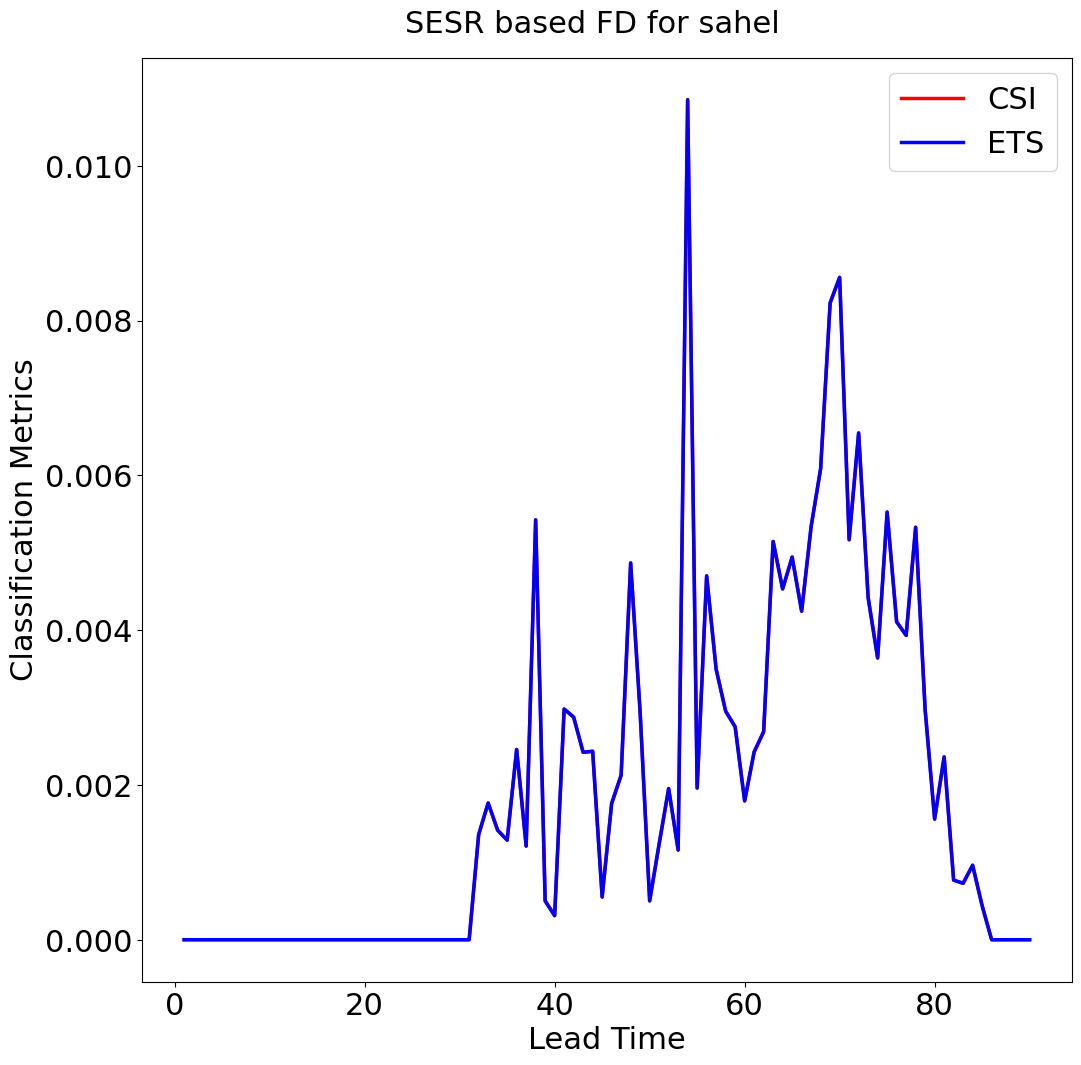 SESR based FD for sahel
CSI
ETS
0.010
0.008
0.006
0.004
0.002
0.000
Classification Metrics
0 20 40 60 80
Lead Time